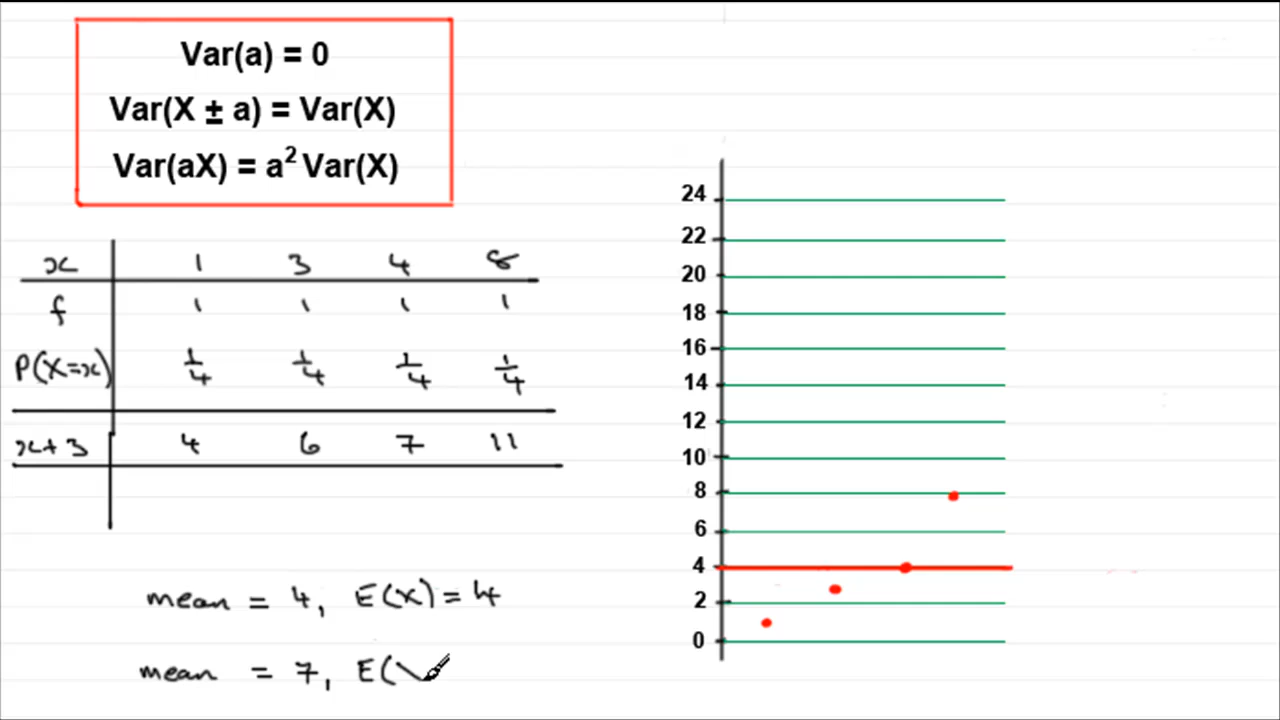 Var(a) = 0
Var(X ± a) = Var(X)
Var(aX) = a² Var(X)
x 1 3 4 8
f 1 1 1 1
P(X=x) 1/4 1/4 1/4 1/4
x+3 4 6 7 11
mean = 4, E(X) = 4
mean = 7, E(
24
22
20
18
16
14
12
10
8
6
4
2
0